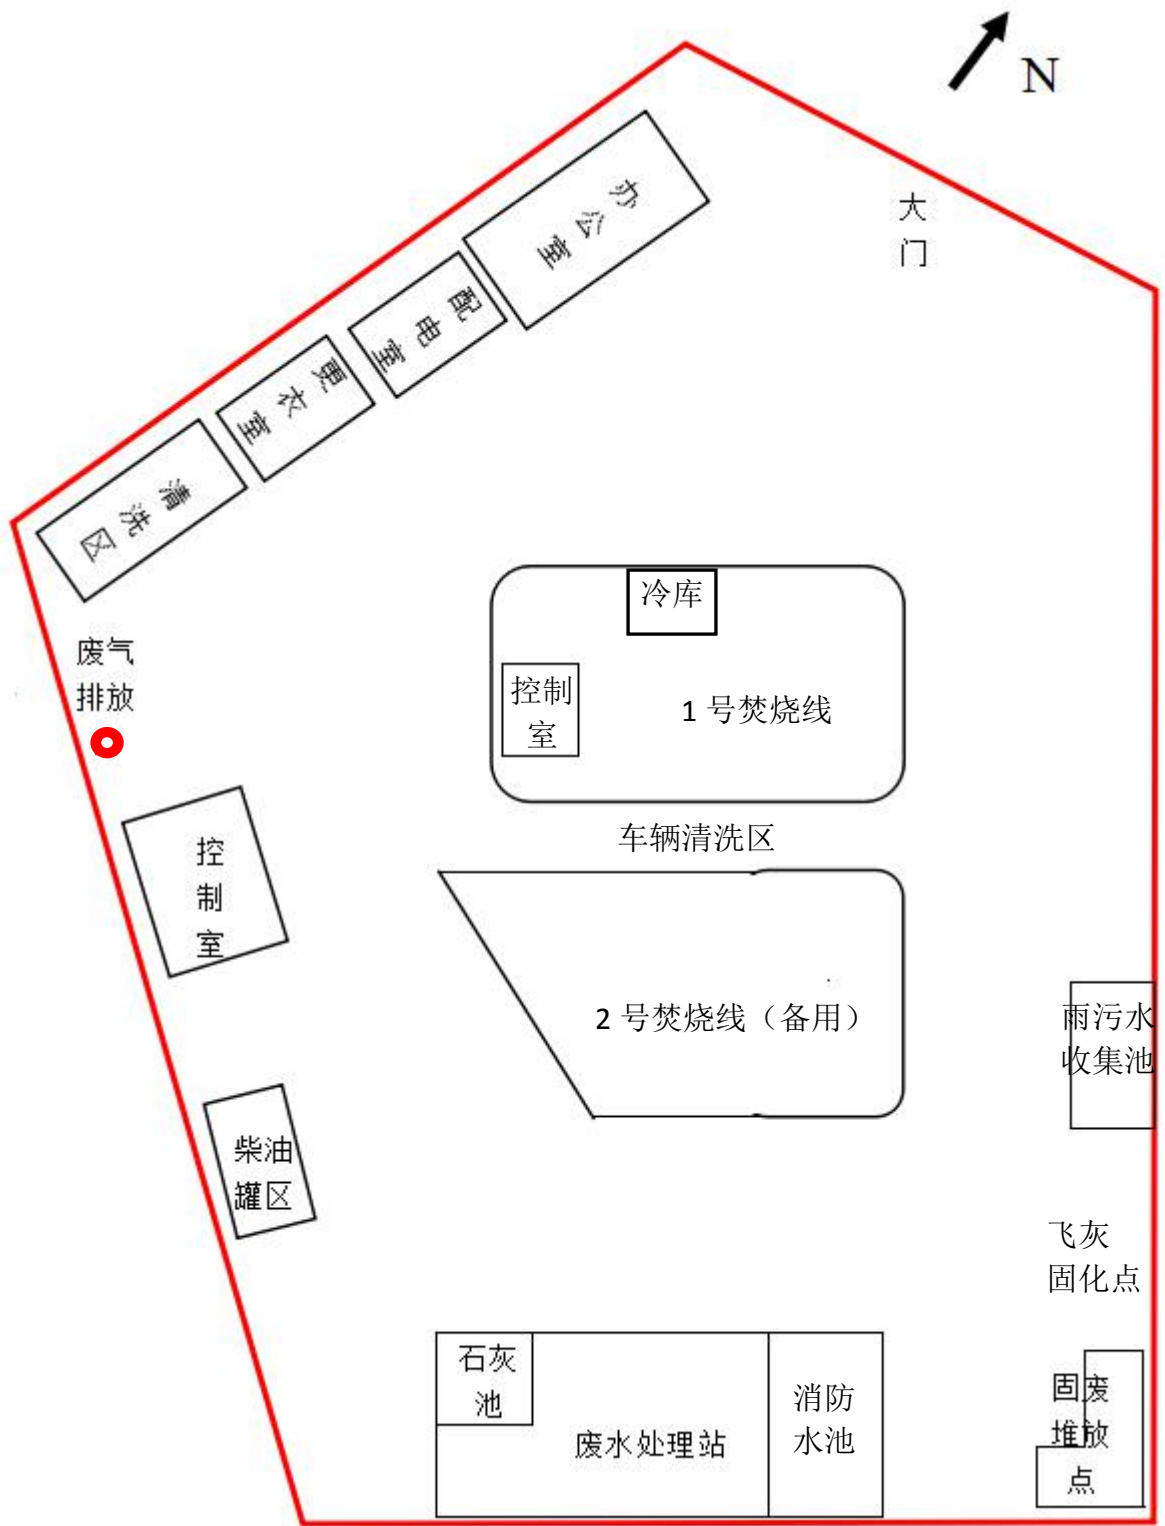 N
大
门
办公室
配电室
更衣室
清洗区
冷库
废气
排放
控制
室
1 号焚烧线
车辆清洗区
控
制
室
2 号焚烧线（备用）
雨污水
收集池
柴油
罐区
飞灰
固化点
石灰
池
废水处理站
消防
水池
固废
堆放
点